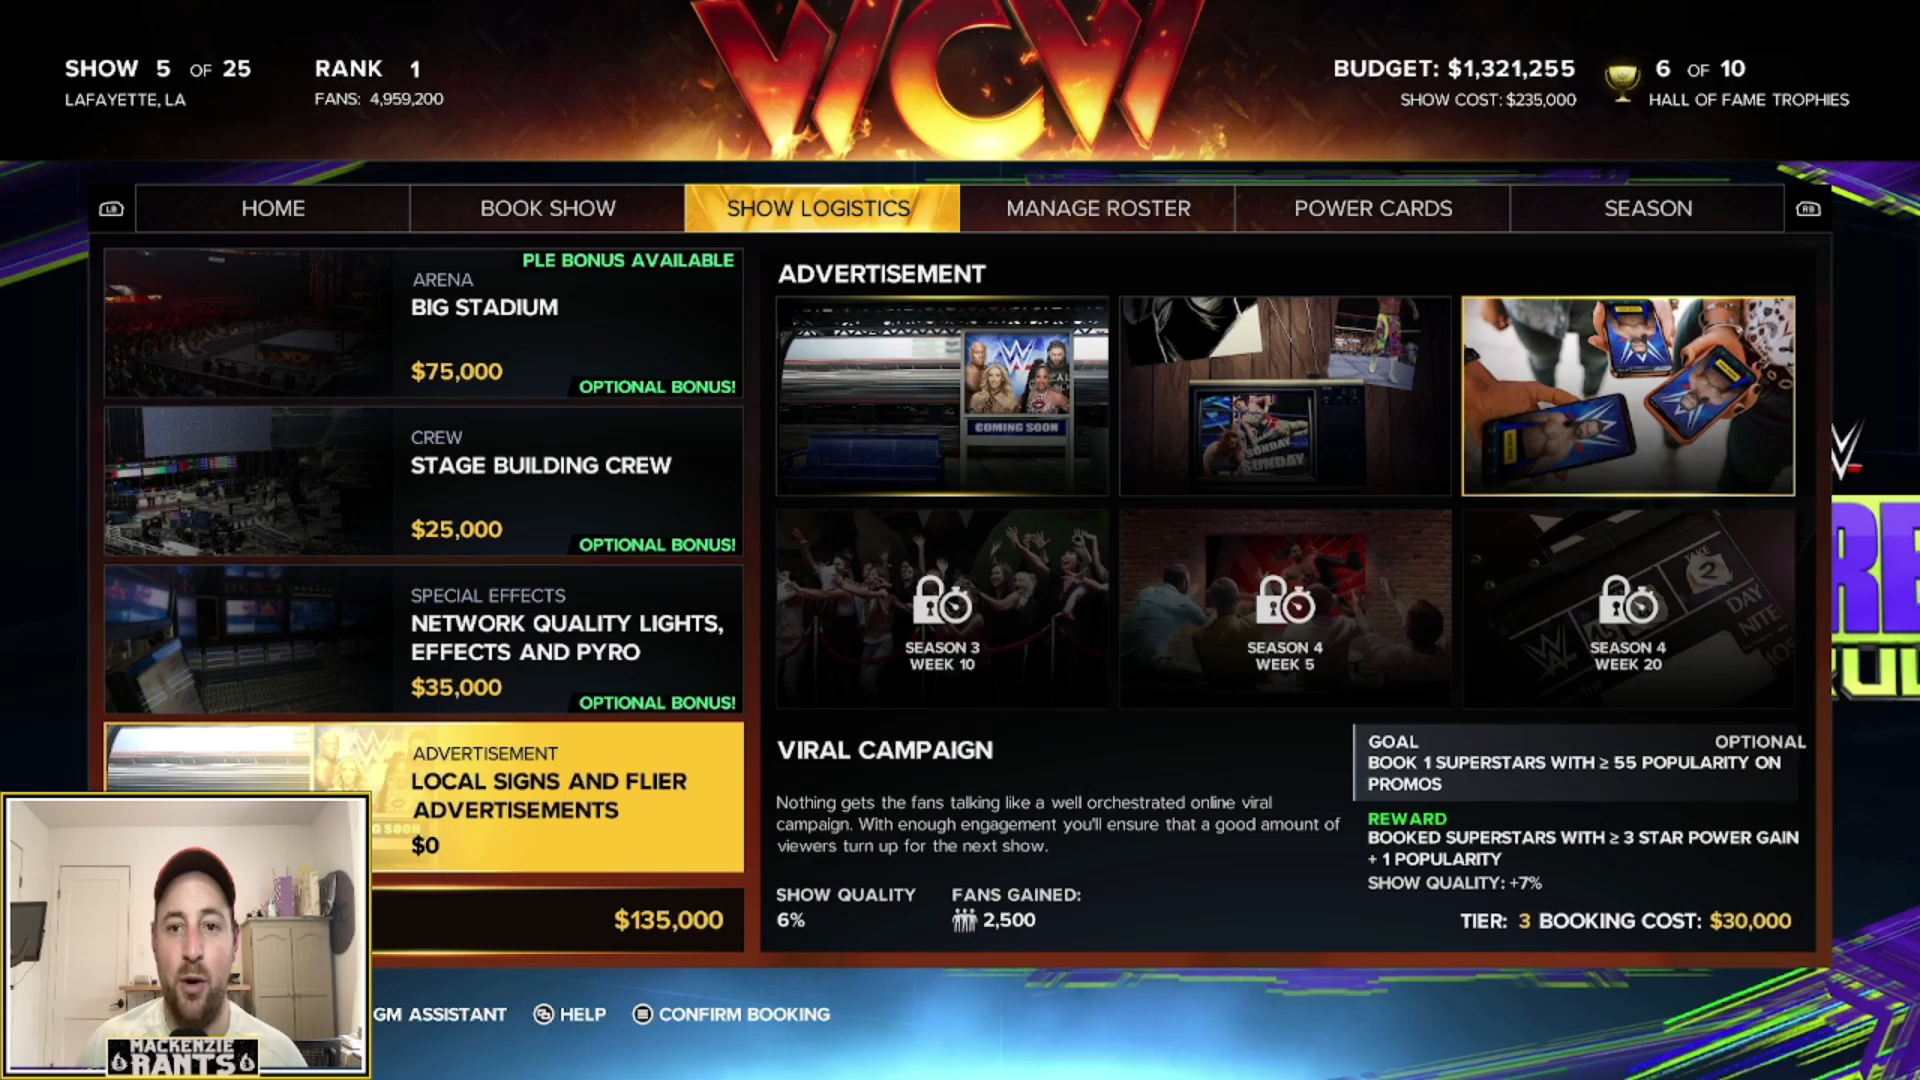 WCW
SHOW 5 OF 25
LAFAYETTE, LA
RANK 1
FANS: 4,959,200
BUDGET: $1,321,255
SHOW COST: $235,000
6 OF 10
HALL OF FAME TROPHIES
LB
HOME
BOOK SHOW
SHOW LOGISTICS
MANAGE ROSTER
POWER CARDS
SEASON
RB
PLE BONUS AVAILABLE
ARENA
BIG STADIUM
$75,000
OPTIONAL BONUS!
CREW
STAGE BUILDING CREW
$25,000
OPTIONAL BONUS!
SPECIAL EFFECTS
NETWORK QUALITY LIGHTS,
EFFECTS AND PYRO
$35,000
OPTIONAL BONUS!
ADVERTISEMENT
LOCAL SIGNS AND FLIER
ADVERTISEMENTS
$0
$135,000
ADVERTISEMENT
COMING SOON
SUNDAY
SUNDAY
SEASON 3
WEEK 10
SEASON 4
WEEK 5
TAKE
2
DAY
NITE
SEASON 4
WEEK 20
VIRAL CAMPAIGN
Nothing gets the fans talking like a well orchestrated online viral
campaign. With enough engagement you'll ensure that a good amount of
viewers turn up for the next show.
SHOW QUALITY
6%
FANS GAINED:
2,500
GOAL
OPTIONAL
BOOK 1 SUPERSTARS WITH ≥ 55 POPULARITY ON
PROMOS
REWARD
BOOKED SUPERSTARS WITH ≥ 3 STAR POWER GAIN
+ 1 POPULARITY
SHOW QUALITY: +7%
TIER: 3 BOOKING COST: $30,000
GM ASSISTANT
HELP
CONFIRM BOOKING
MACKENZIE
RANTS